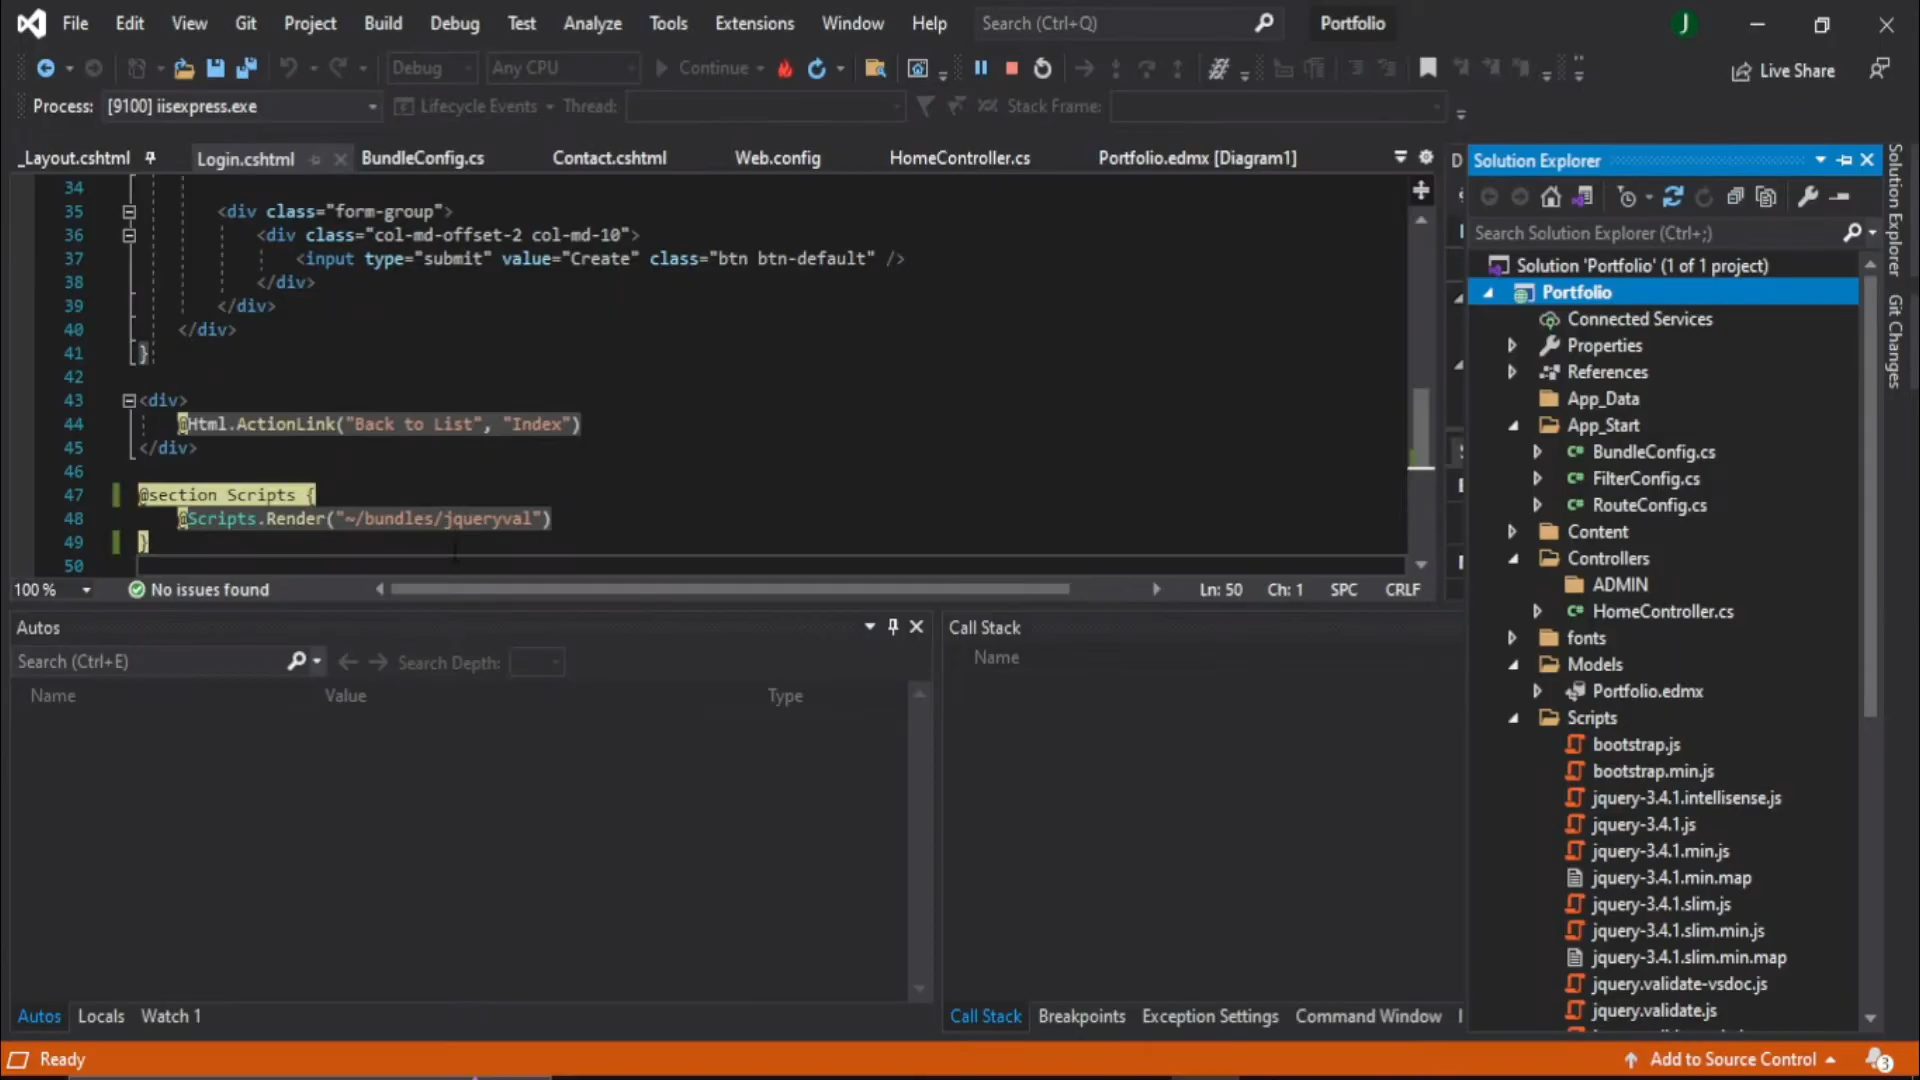 File Edit View Git Project Build Debug Test Analyze Tools Extensions Window Help Search (Ctrl+Q) Portfolio J
Debug Any CPU Continue Live Share
Process: [9100] iisexpress.exe Lifecycle Events Thread: Stack Frame:
_Layout.cshtml Login.cshtml BundleConfig.cs Contact.cshtml Web.config HomeController.cs Portfolio.edmx [Diagram1]
34
35 <div class="form-group">
36 <div class="col-md-offset-2 col-md-10">
37 <input type="submit" value="Create" class="btn btn-default" />
38 </div>
39 </div>
40 </div>
41 }
42
43 <div>
44 @Html.ActionLink("Back to List", "Index")
45 </div>
46
47 @section Scripts {
48 @Scripts.Render("~/bundles/jqueryval")
49 }
50
100 % No issues found Ln: 50 Ch: 1 SPC CRLF
Autos
Search (Ctrl+E) Search Depth:
Name Value Type
Autos Locals Watch 1
Call Stack
Name
Call Stack Breakpoints Exception Settings Command Window
Solution Explorer
Search Solution Explorer (Ctrl+;)
Solution 'Portfolio' (1 of 1 project)
Portfolio
Connected Services
Properties
References
App_Data
App_Start
BundleConfig.cs
FilterConfig.cs
RouteConfig.cs
Content
Controllers
ADMIN
HomeController.cs
fonts
Models
Portfolio.edmx
Scripts
bootstrap.js
bootstrap.min.js
jquery-3.4.1.intellisense.js
jquery-3.4.1.js
jquery-3.4.1.min.js
jquery-3.4.1.min.map
jquery-3.4.1.slim.js
jquery-3.4.1.slim.min.js
jquery-3.4.1.slim.min.map
jquery.validate-vsdoc.js
jquery.validate.js
Solution Explorer
Git Changes
Ready Add to Source Control 3